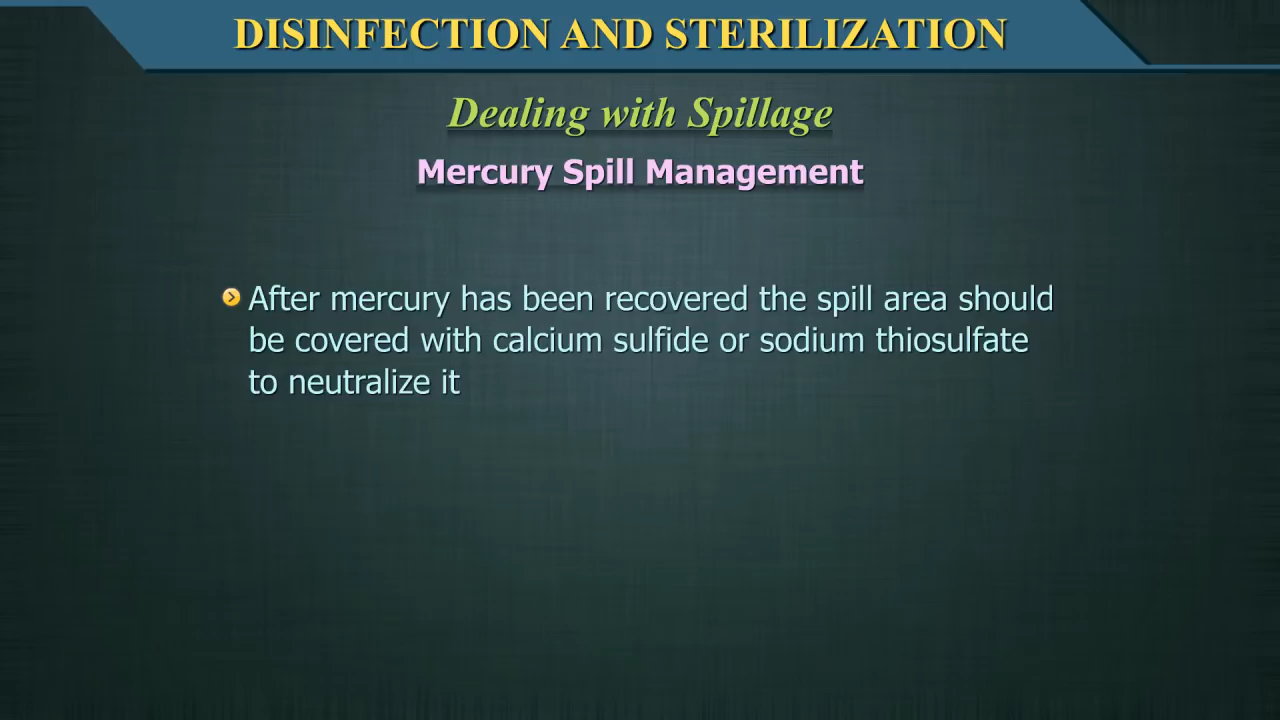 DISINFECTION AND STERILIZATION
Dealing with Spillage
Mercury Spill Management
After mercury has been recovered the spill area should
be covered with calcium sulfide or sodium thiosulfate
to neutralize it